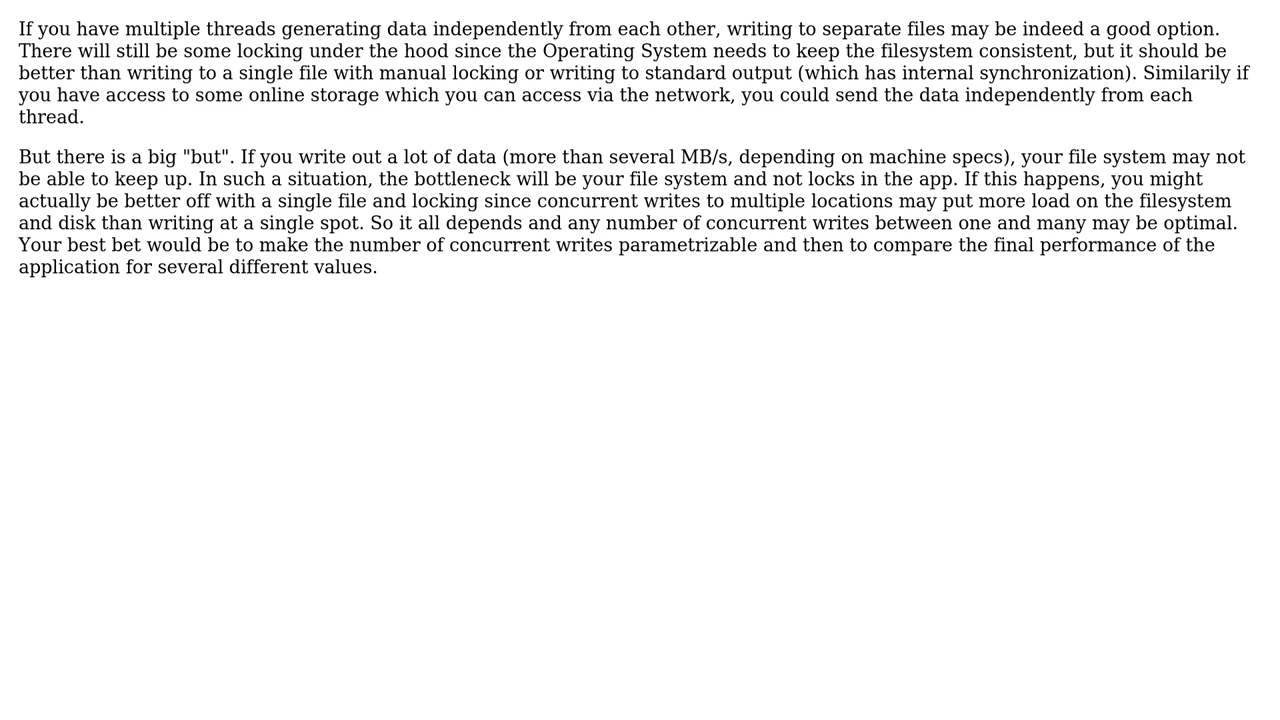 If you have multiple threads generating data independently from each other, writing to separate files may be indeed a good option.
There will still be some locking under the hood since the Operating System needs to keep the filesystem consistent, but it should be
better than writing to a single file with manual locking or writing to standard output (which has internal synchronization). Similarily if
you have access to some online storage which you can access via the network, you could send the data independently from each
thread.
But there is a big "but". If you write out a lot of data (more than several MB/s, depending on machine specs), your file system may not
be able to keep up. In such a situation, the bottleneck will be your file system and not locks in the app. If this happens, you might
actually be better off with a single file and locking since concurrent writes to multiple locations may put more load on the filesystem
and disk than writing at a single spot. So it all depends and any number of concurrent writes between one and many may be optimal.
Your best bet would be to make the number of concurrent writes parametrizable and then to compare the final performance of the
application for several different values.